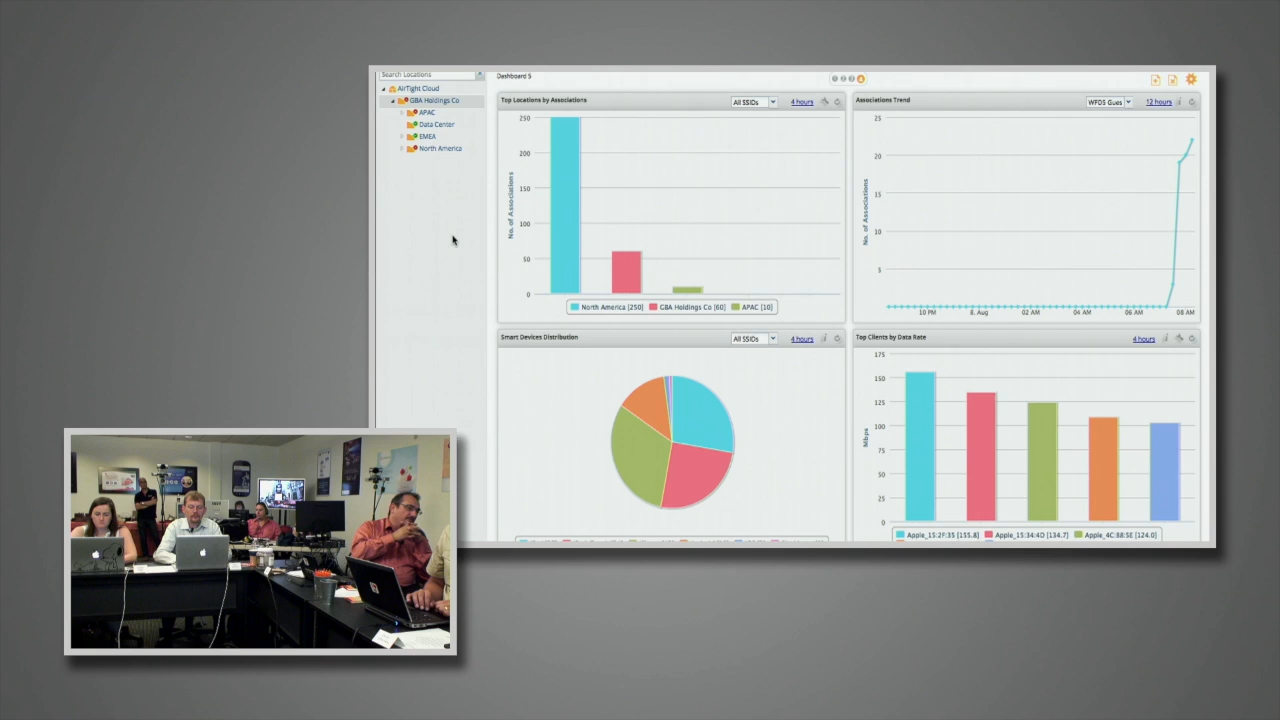 Search Locations
AirTight Cloud
GBA Holdings Co
APAC
Data Center
EMEA
North America
Dashboard 5
Top Locations by Associations
All SSIDs
4 hours
250
200
150
100
50
0
No. of Associations
North America [250] GBA Holdings Co [60] APAC [10]
Associations Trend
WFDS Gues
12 hours
25
20
15
10
5
No. of Associations
10 PM 8. Aug 02 AM 04 AM 06 AM 08 AM
Smart Devices Distribution
All SSIDs
4 hours
Top Clients by Data Rate
4 hours
175
150
125
100
75
50
25
0
Mbps
Apple_15:2F:35 [155.8] Apple_15:34:4D [134.7] Apple_4C:88:5E [124.0]